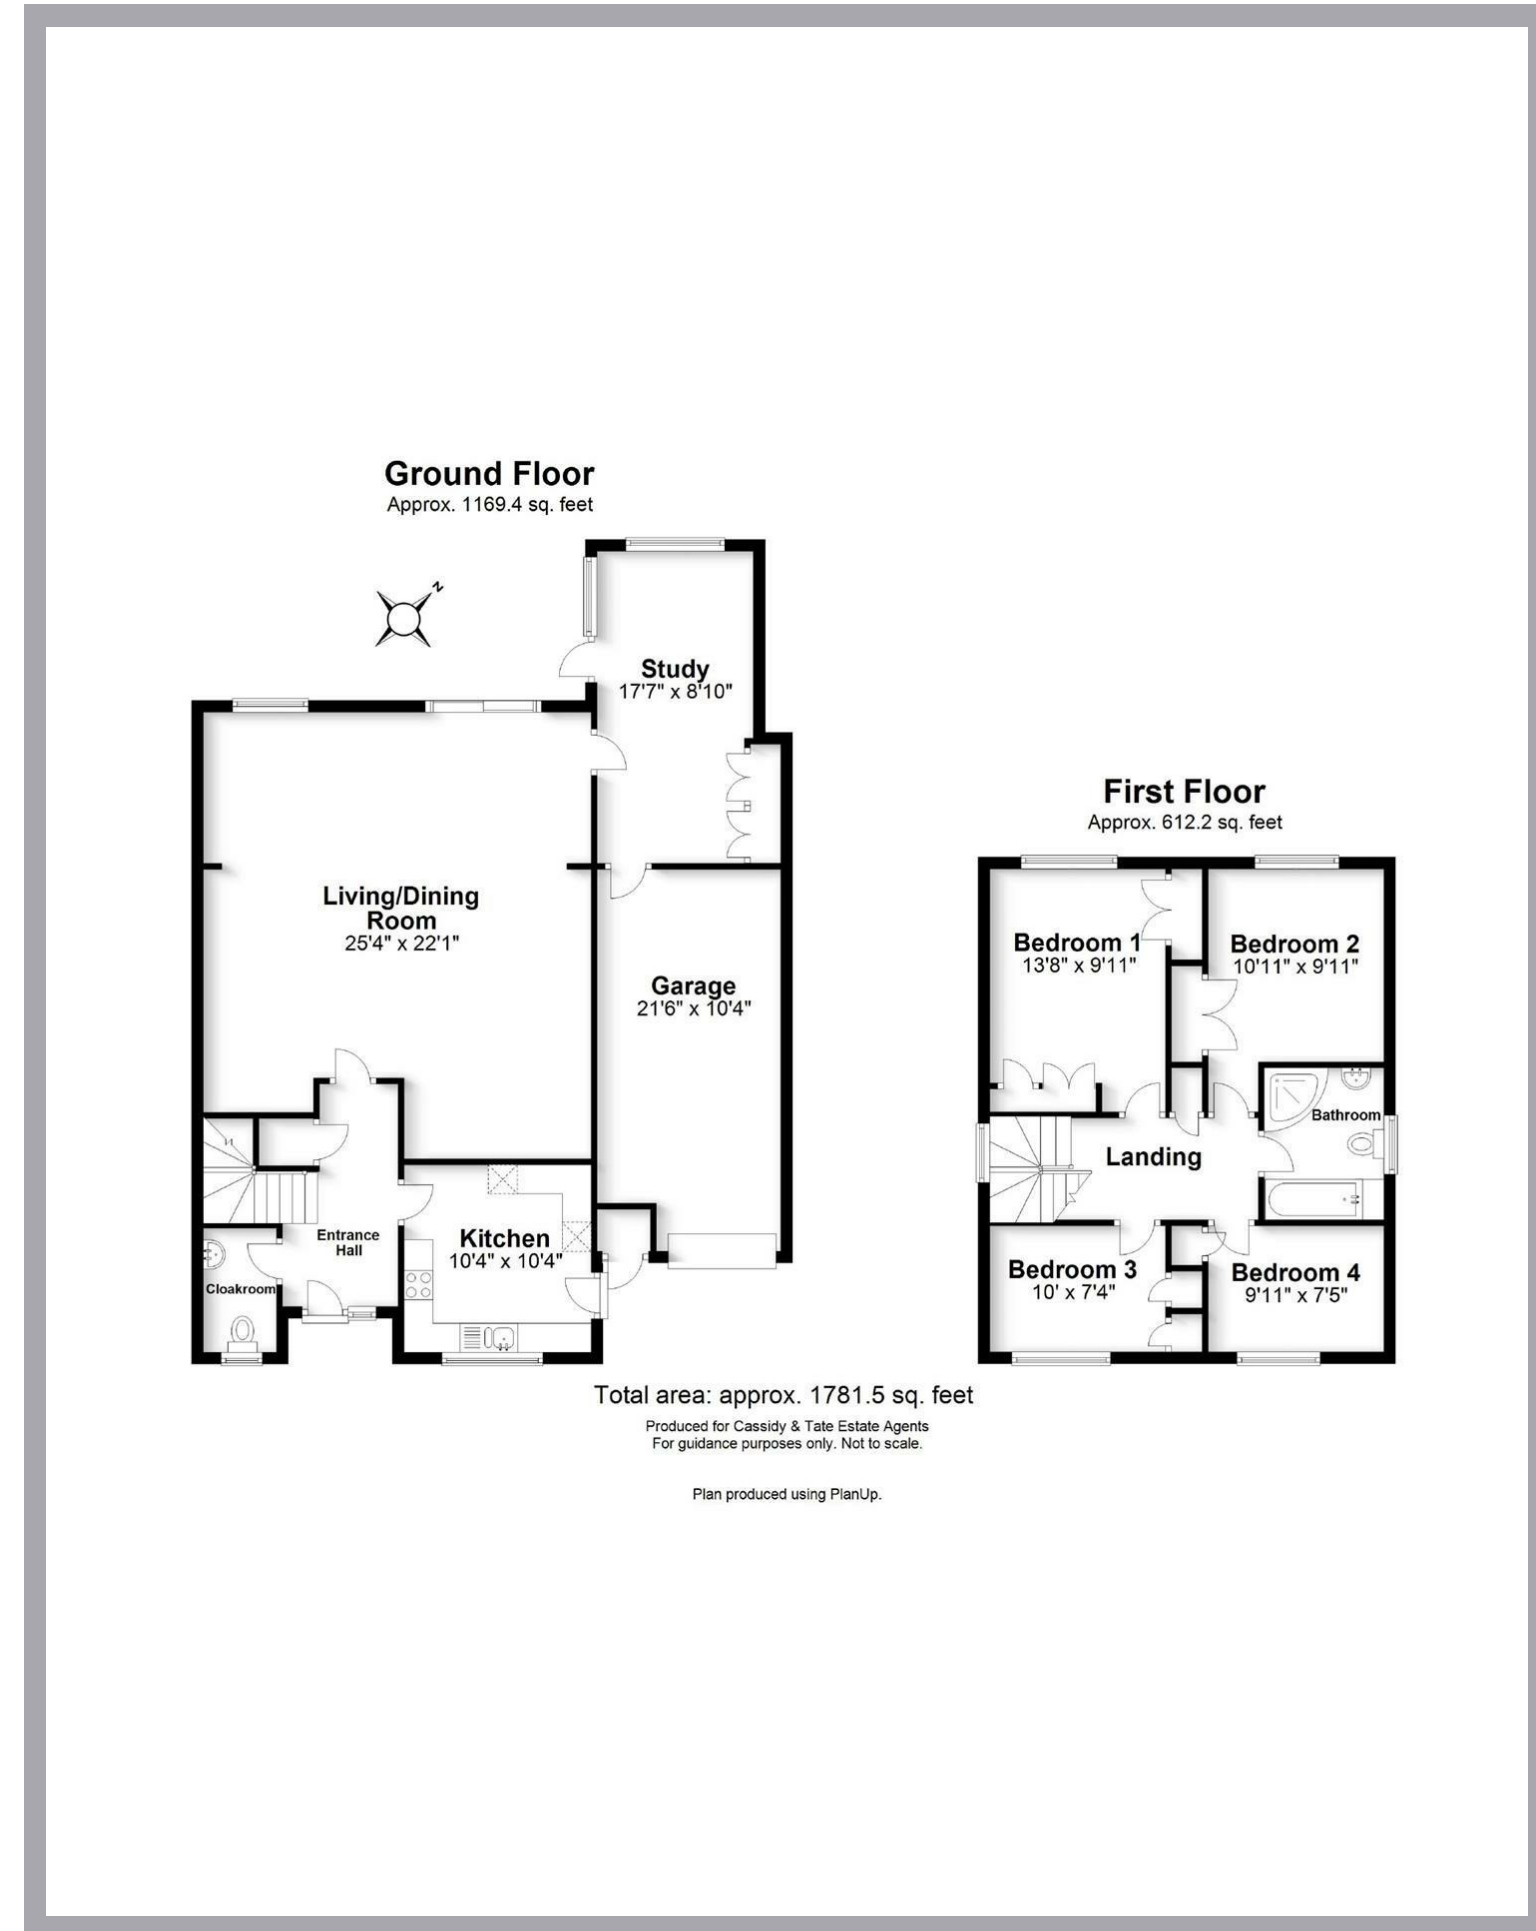 Ground Floor
Approx. 1169.4 sq. feet
N
Study
17'7" x 8'10"
Living/Dining
Room
25'4" x 22'1"
Garage
21'6" x 10'4"
Entrance
Hall
Kitchen
10'4" x 10'4"
Cloakroom
First Floor
Approx. 612.2 sq. feet
Bedroom 1
13'8" x 9'11"
Bedroom 2
10'11" x 9'11"
Bathroom
Landing
Bedroom 3
10' x 7'4"
Bedroom 4
9'11" x 7'5"
Total area: approx. 1781.5 sq. feet
Produced for Cassidy & Tate Estate Agents
For guidance purposes only. Not to scale.
Plan produced using PlanUp.